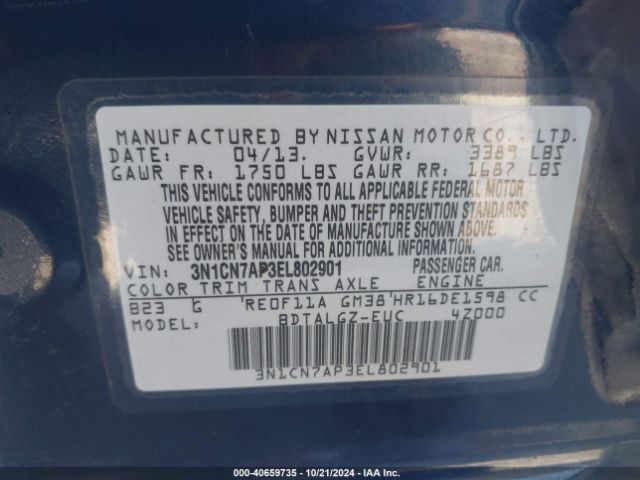 MANUFACTURED BY NISSAN MOTOR CO., LTD.
DATE: 04/13. GVWR: 3389 LBS
GAWR FR: 1750 LBS GAWR RR: 1687 LBS
THIS VEHICLE CONFORMS TO ALL APPLICABLE FEDERAL MOTOR
VEHICLE SAFETY, BUMPER AND THEFT PREVENTION STANDARDS
IN EFFECT ON THE DATE OF MANUFACTURE SHOWN ABOVE.
SEE OWNER'S MANUAL FOR ADDITIONAL INFORMATION.
VIN: 3N1CN7AP3EL802901 PASSENGER CAR.
COLOR TRIM TRANS AXLE ENGINE
B23 G RE0F11A GM38 HR16DE1598 CC
MODEL: BDTALGZ-EUC 4Z000
3N1CN7AP3EL802901
000-40659735 - 10/21/2024 - IAA Inc.